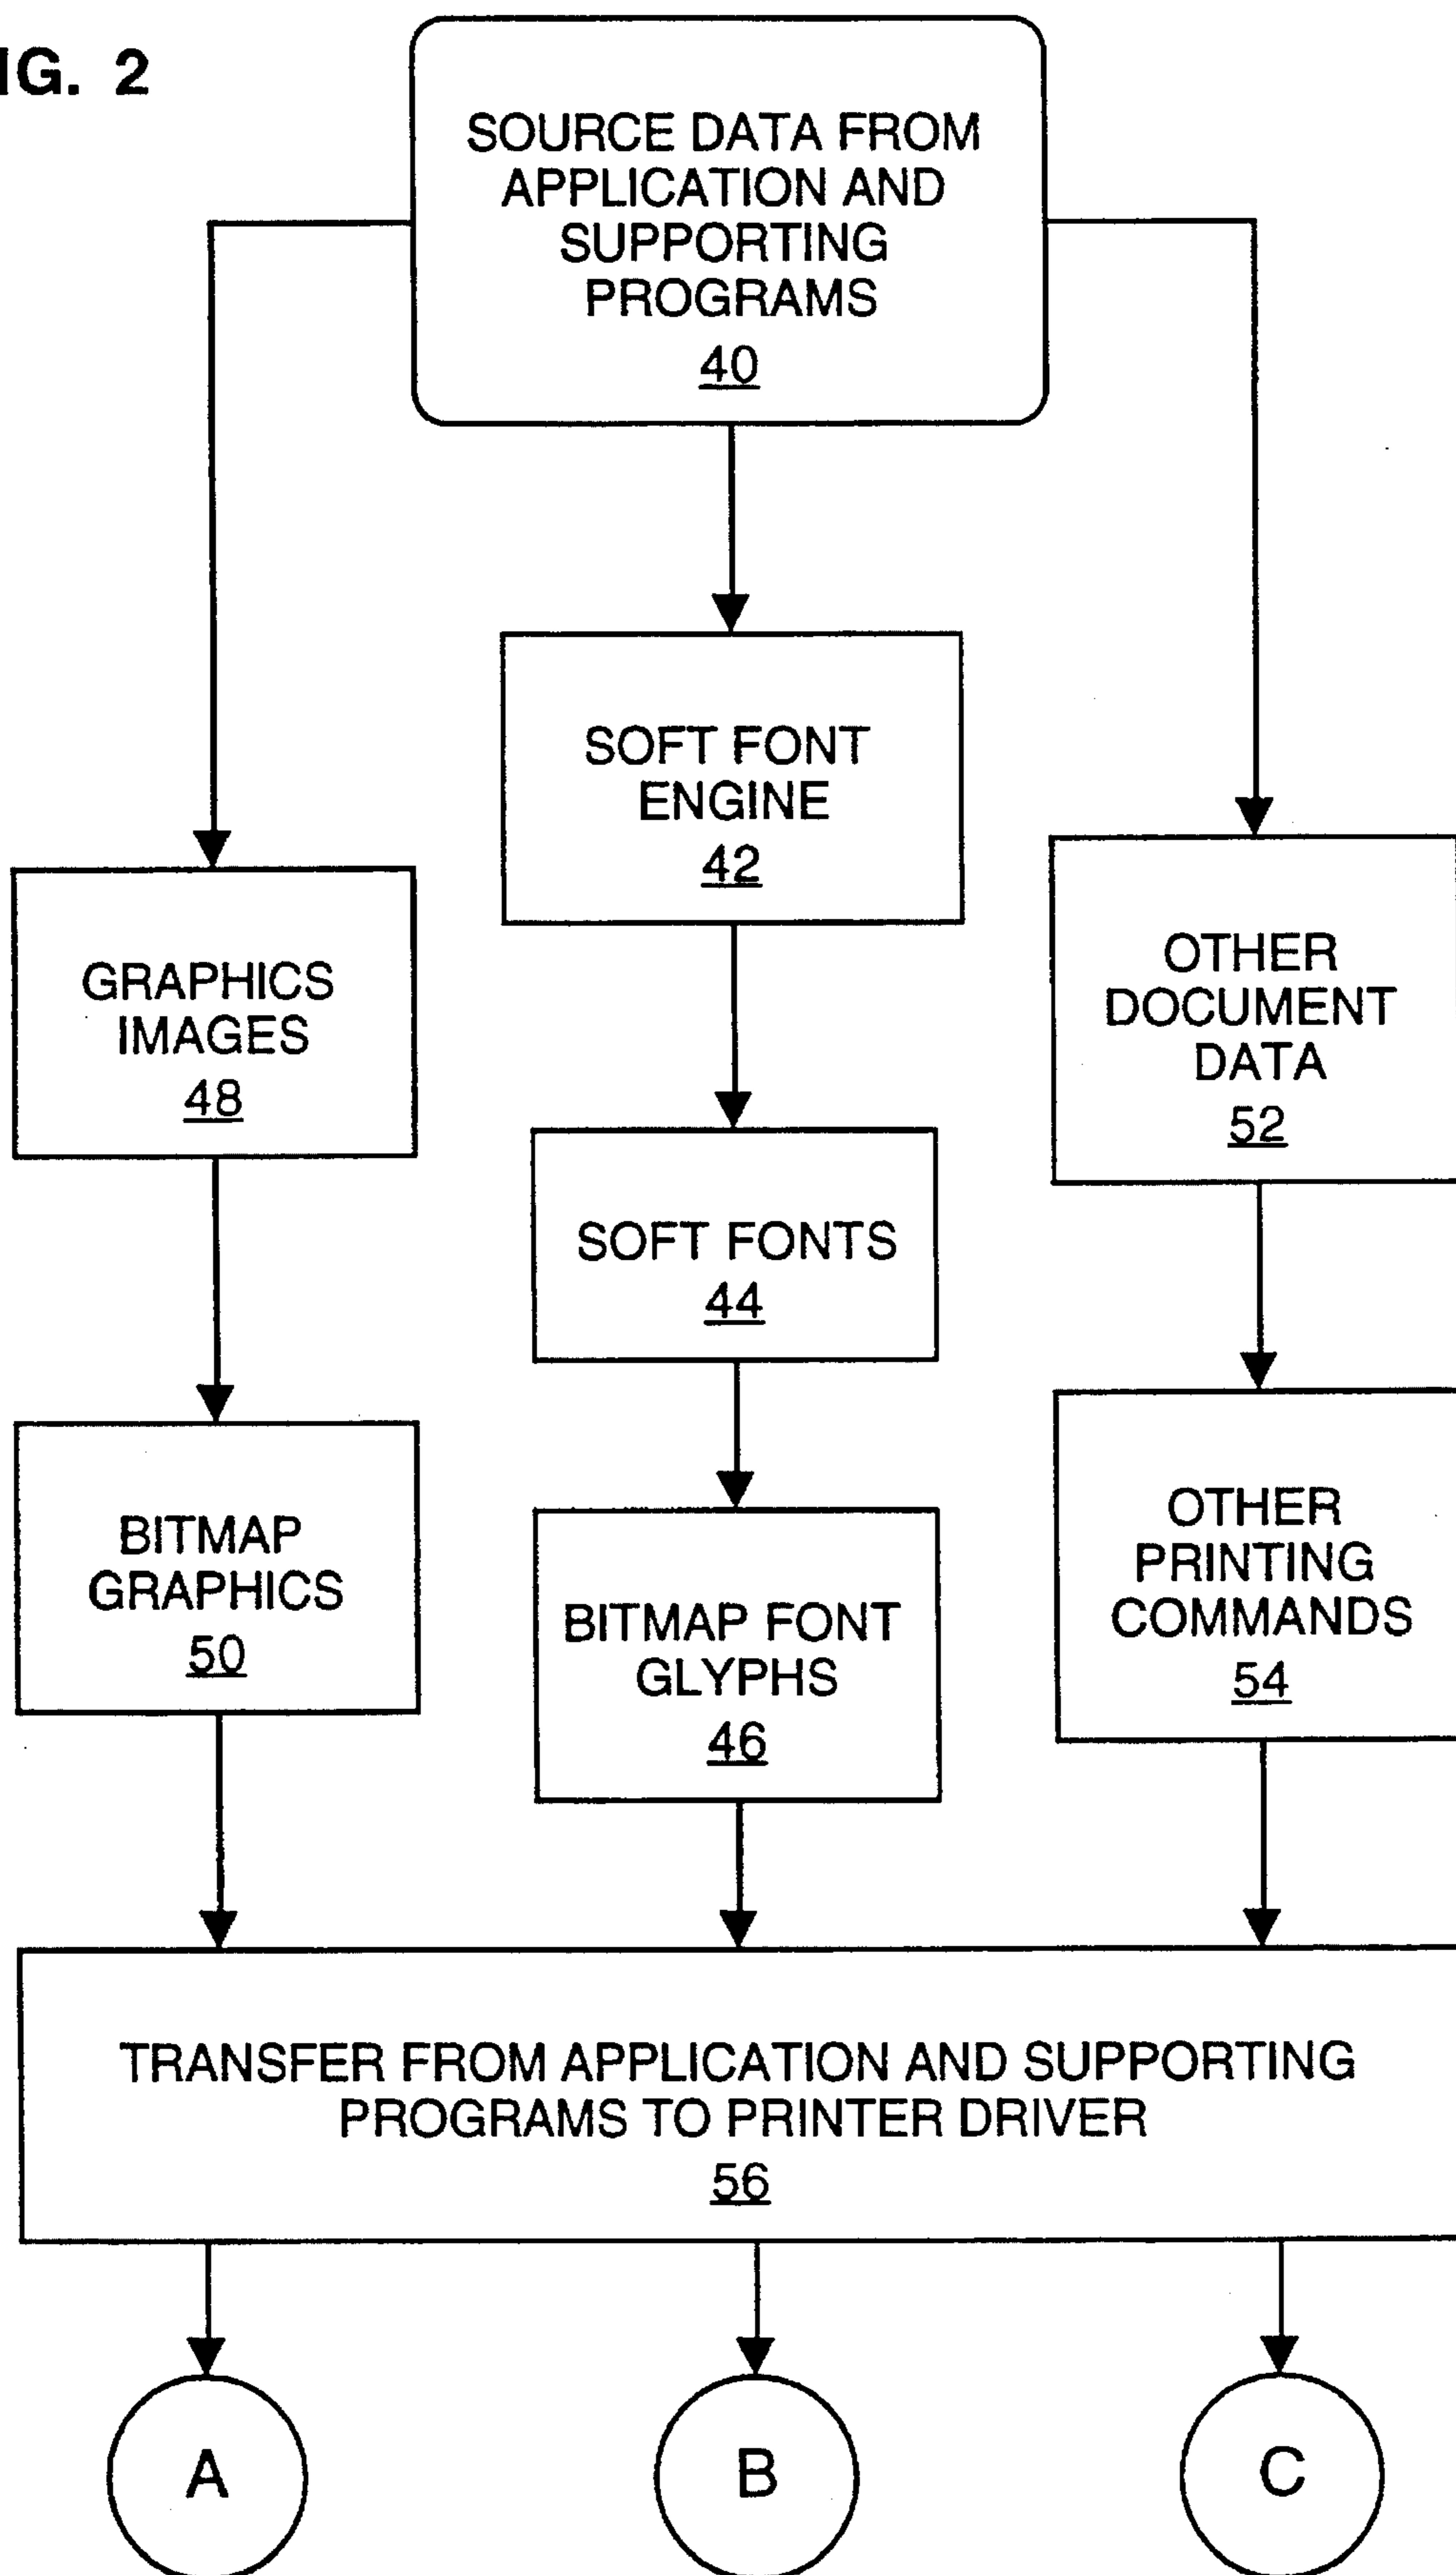 IG. 2
SOURCE DATA FROM
APPLICATION AND
SUPPORTING
PROGRAMS
40
SOFT FONT
ENGINE
42
GRAPHICS
IMAGES
48
OTHER
DOCUMENT
DATA
52
SOFT FONTS
44
BITMAP
GRAPHICS
50
BITMAP FONT
GLYPHS
46
OTHER
PRINTING
COMMANDS
54
TRANSFER FROM APPLICATION AND SUPPORTING
PROGRAMS TO PRINTER DRIVER
56
A
B
C